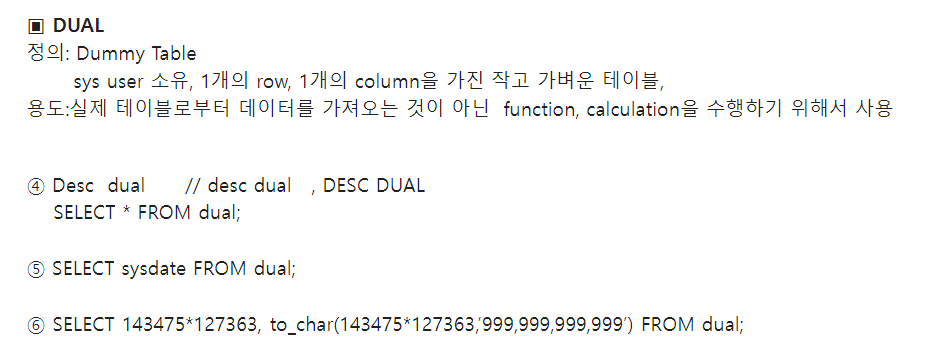 ▣ DUAL
정의: Dummy Table
sys user 소유, 1개의 row, 1개의 column을 가진 작고 가벼운 테이블,
용도:실제 테이블로부터 데이터를 가져오는 것이 아닌 function, calculation을 수행하기 위해서 사용
④ Desc dual // desc dual , DESC DUAL
SELECT * FROM dual;
⑤ SELECT sysdate FROM dual;
⑥ SELECT 143475*127363, to_char(143475*127363,’999,999,999,999’) FROM dual;